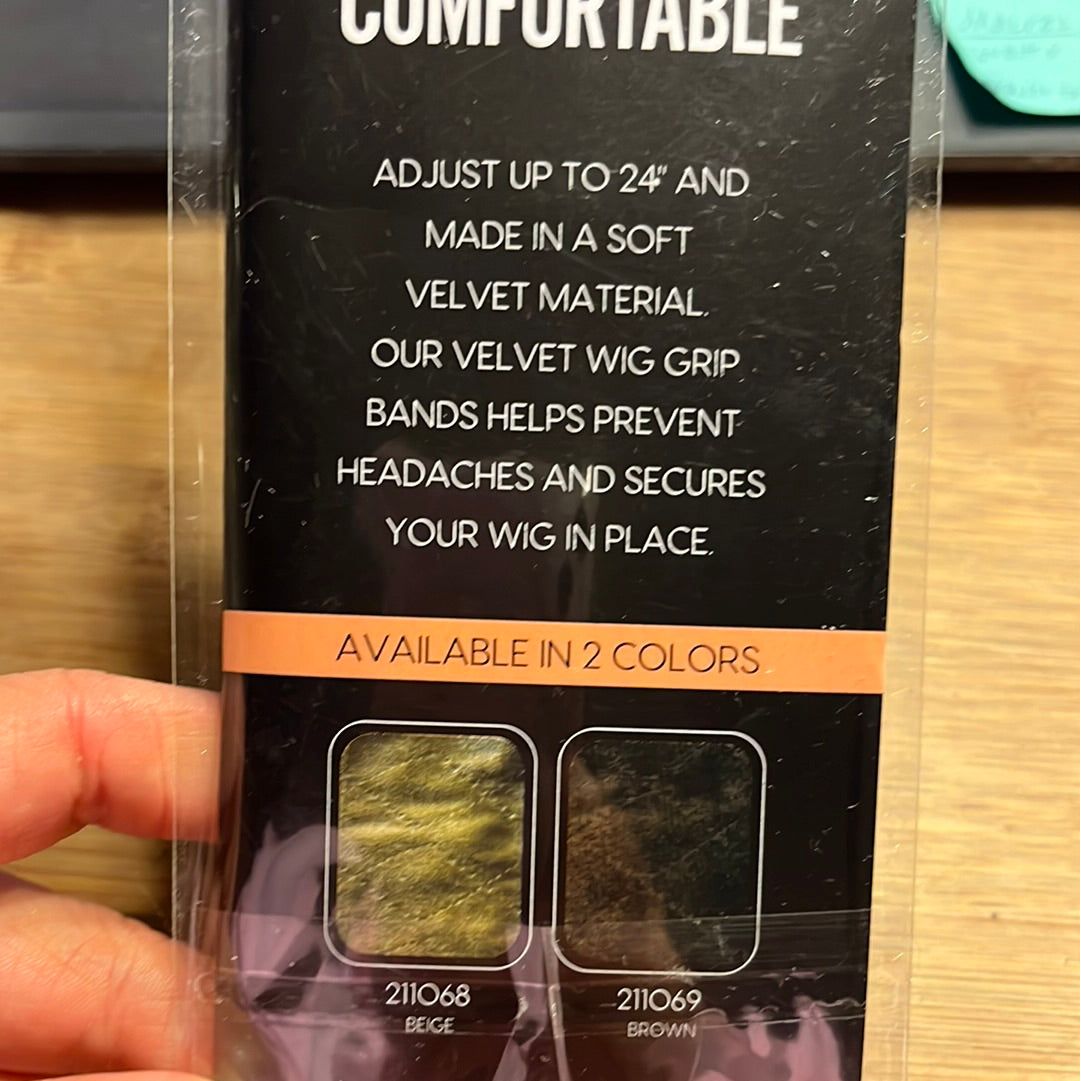 COMFORTABLE
ADJUST UP TO 24" AND
MADE IN A SOFT
VELVET MATERIAL.
OUR VELVET WIG GRIP
BANDS HELPS PREVENT
HEADACHES AND SECURES
YOUR WIG IN PLACE.
AVAILABLE IN 2 COLORS
211068 211069
BEIGE BROWN